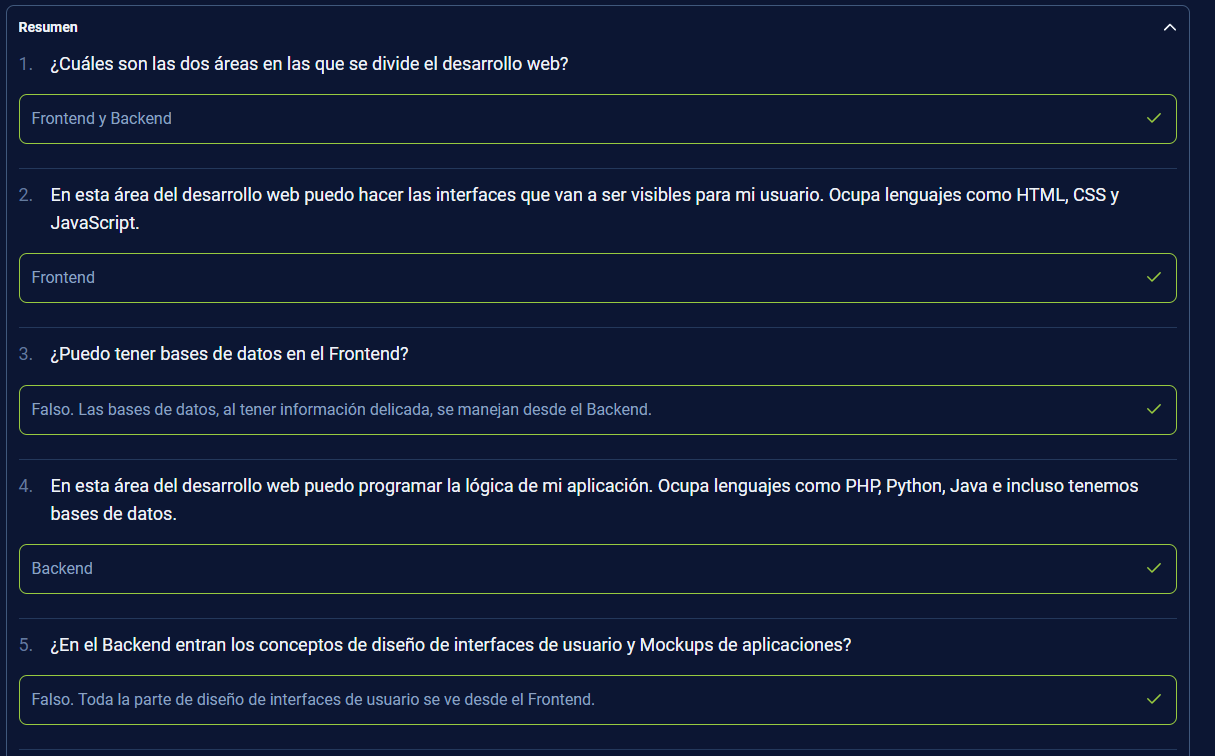 Resumen
1. ¿Cuáles son las dos áreas en las que se divide el desarrollo web?
Frontend y Backend
2. En esta área del desarrollo web puedo hacer las interfaces que van a ser visibles para mi usuario. Ocupa lenguajes como HTML, CSS y
JavaScript.
Frontend
3. ¿Puedo tener bases de datos en el Frontend?
Falso. Las bases de datos, al tener información delicada, se manejan desde el Backend.
4. En esta área del desarrollo web puedo programar la lógica de mi aplicación. Ocupa lenguajes como PHP, Python, Java e incluso tenemos
bases de datos.
Backend
5. ¿En el Backend entran los conceptos de diseño de interfaces de usuario y Mockups de aplicaciones?
Falso. Toda la parte de diseño de interfaces de usuario se ve desde el Frontend.